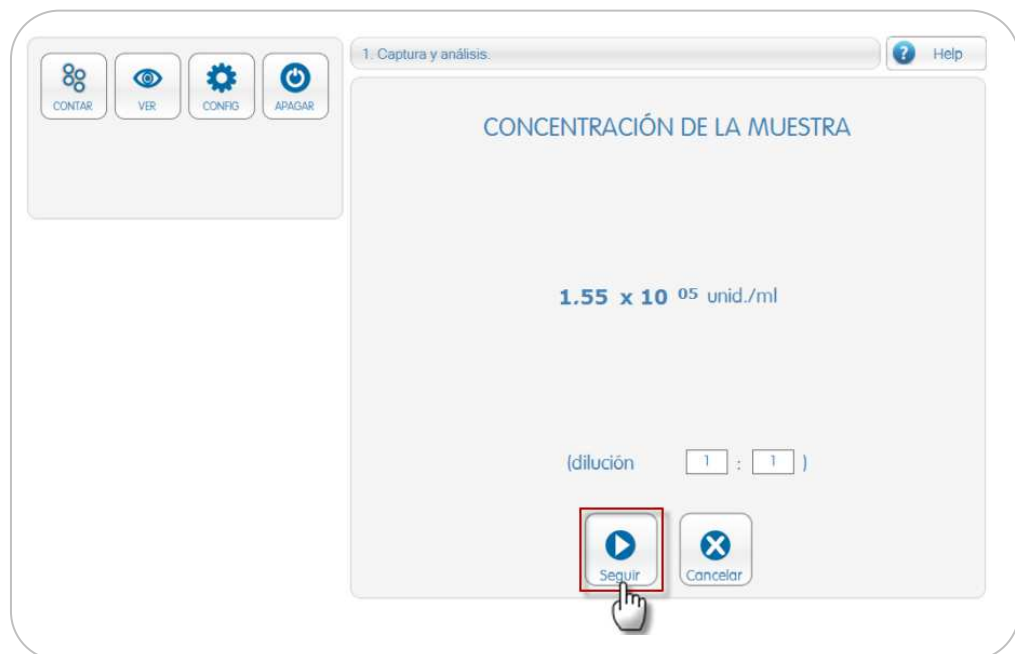 1. Captura y análisis.
Help
CONTAR VER CONFIG APAGAR
CONCENTRACIÓN DE LA MUESTRA
1.55 x 10 05 unid./ml
(dilución 1 : 1 )
Seguir Cancelar